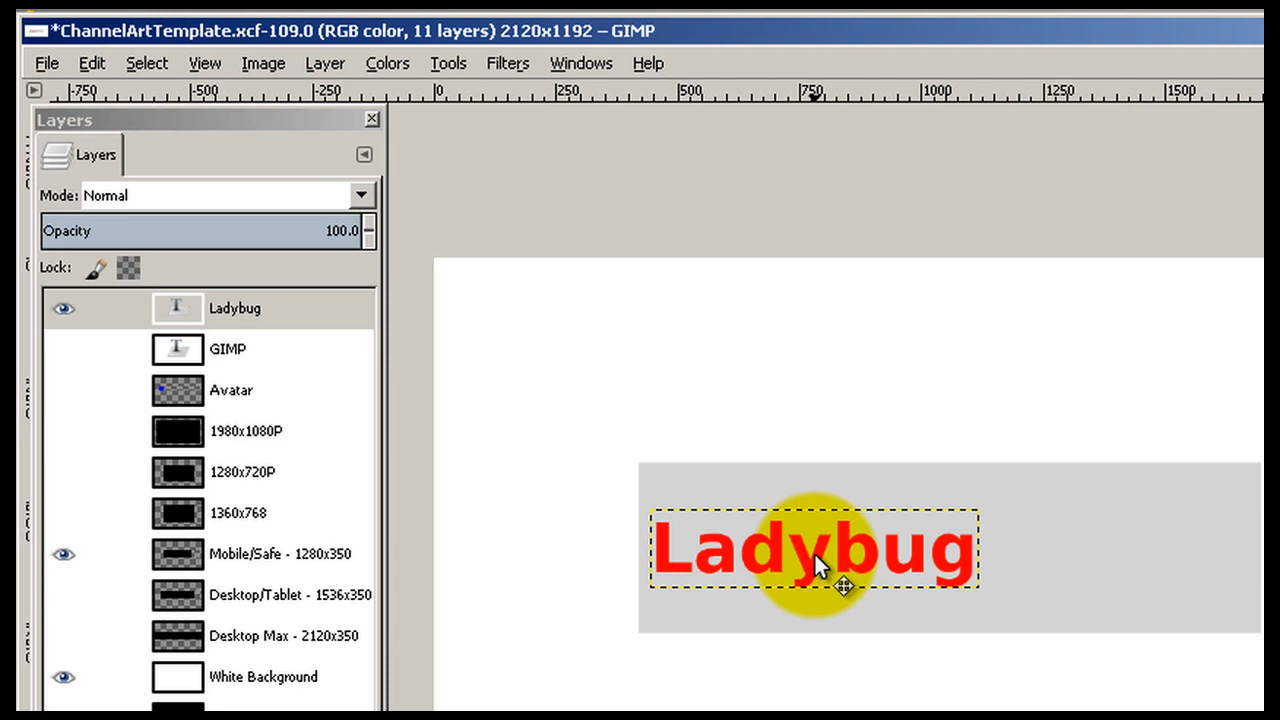 *ChannelArtTemplate.xcf-109.0 (RGB color, 11 layers) 2120x1192 – GIMP
File Edit Select View Image Layer Colors Tools Filters Windows Help
-750 -500 -250 0 250 500 750 1000 1250 1500
Layers
Layers
Mode: Normal
Opacity 100.0
Lock:
Ladybug
GIMP
Avatar
1980x1080P
1280x720P
1360x768
Mobile/Safe - 1280x350
Desktop/Tablet - 1536x350
Desktop Max - 2120x350
White Background
Ladybug